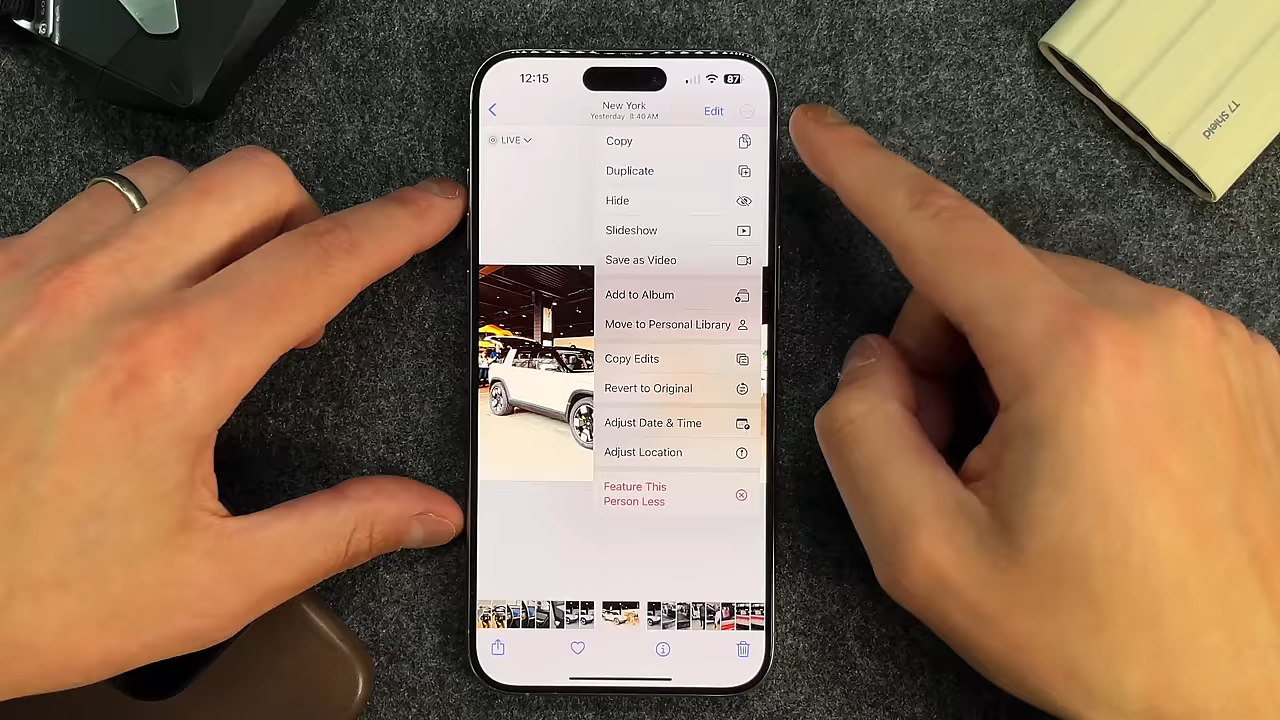 12:15
87
New York
Yesterday 8:40 AM
Edit
LIVE
Copy
Duplicate
Hide
Slideshow
Save as Video
Add to Album
Move to Personal Library
Copy Edits
Revert to Original
Adjust Date & Time
Adjust Location
Feature This
Person Less
T7 Shield